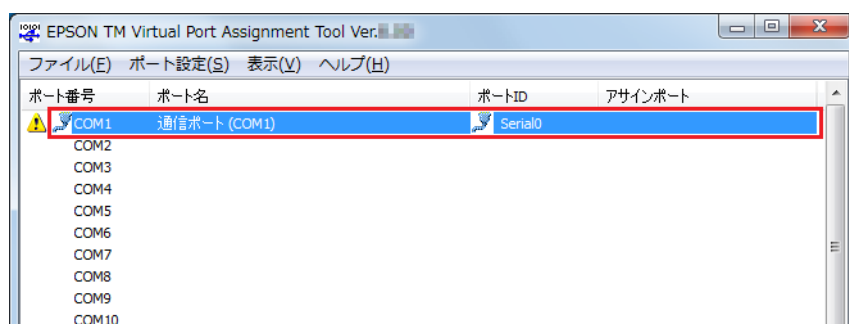 EPSON TM Virtual Port Assignment Tool Ver.
ファイル(F) ポート設定(S) 表示(V) ヘルプ(H)
ポート番号 ポート名 ポートID アサインポート
COM1 通信ポート (COM1) Serial0
COM2
COM3
COM4
COM5
COM6
COM7
COM8
COM9
COM10